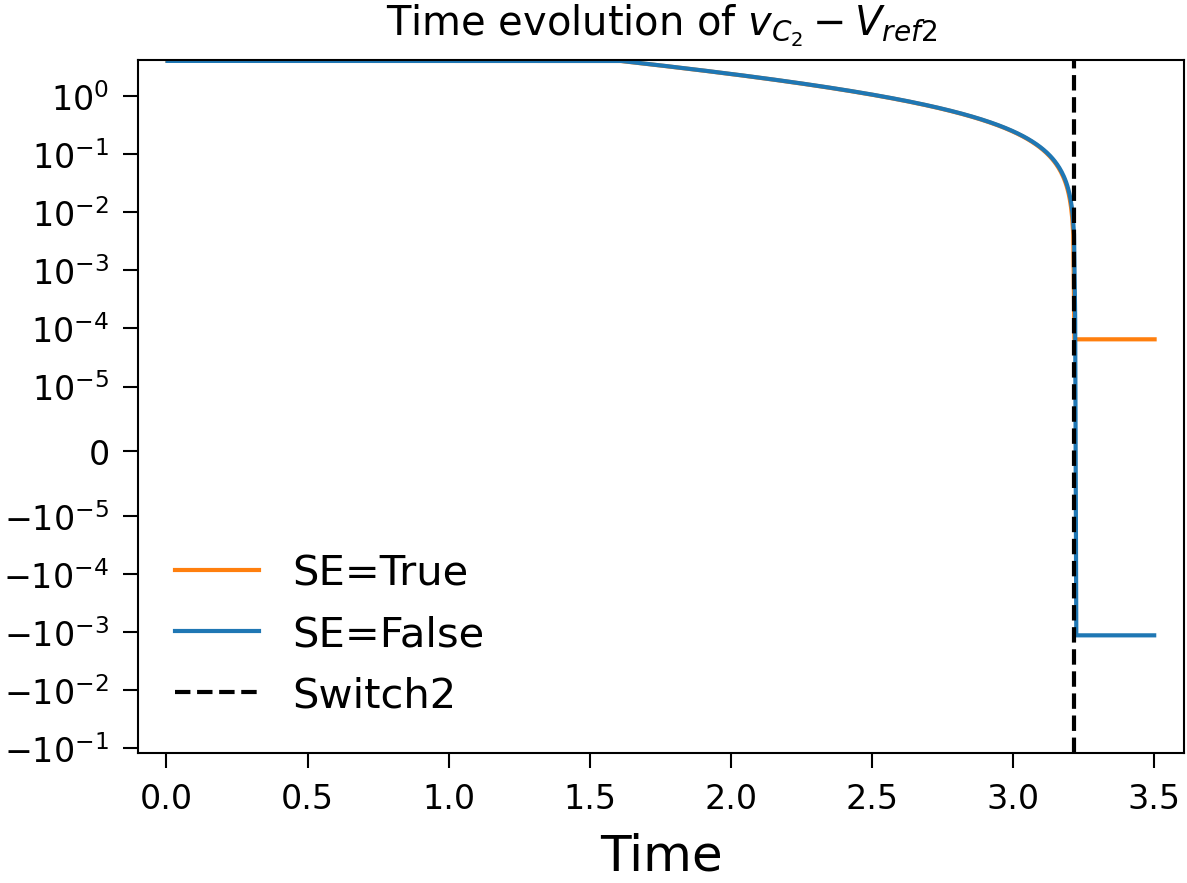 Time evolution of $v_{C_2} - V_{ref2}$
10⁰
10⁻¹
10⁻²
10⁻³
10⁻⁴
10⁻⁵
0
−10⁻⁵
−10⁻⁴
−10⁻³
−10⁻²
−10⁻¹
SE=True
SE=False
Switch2
0.0 0.5 1.0 1.5 2.0 2.5 3.0 3.5
Time